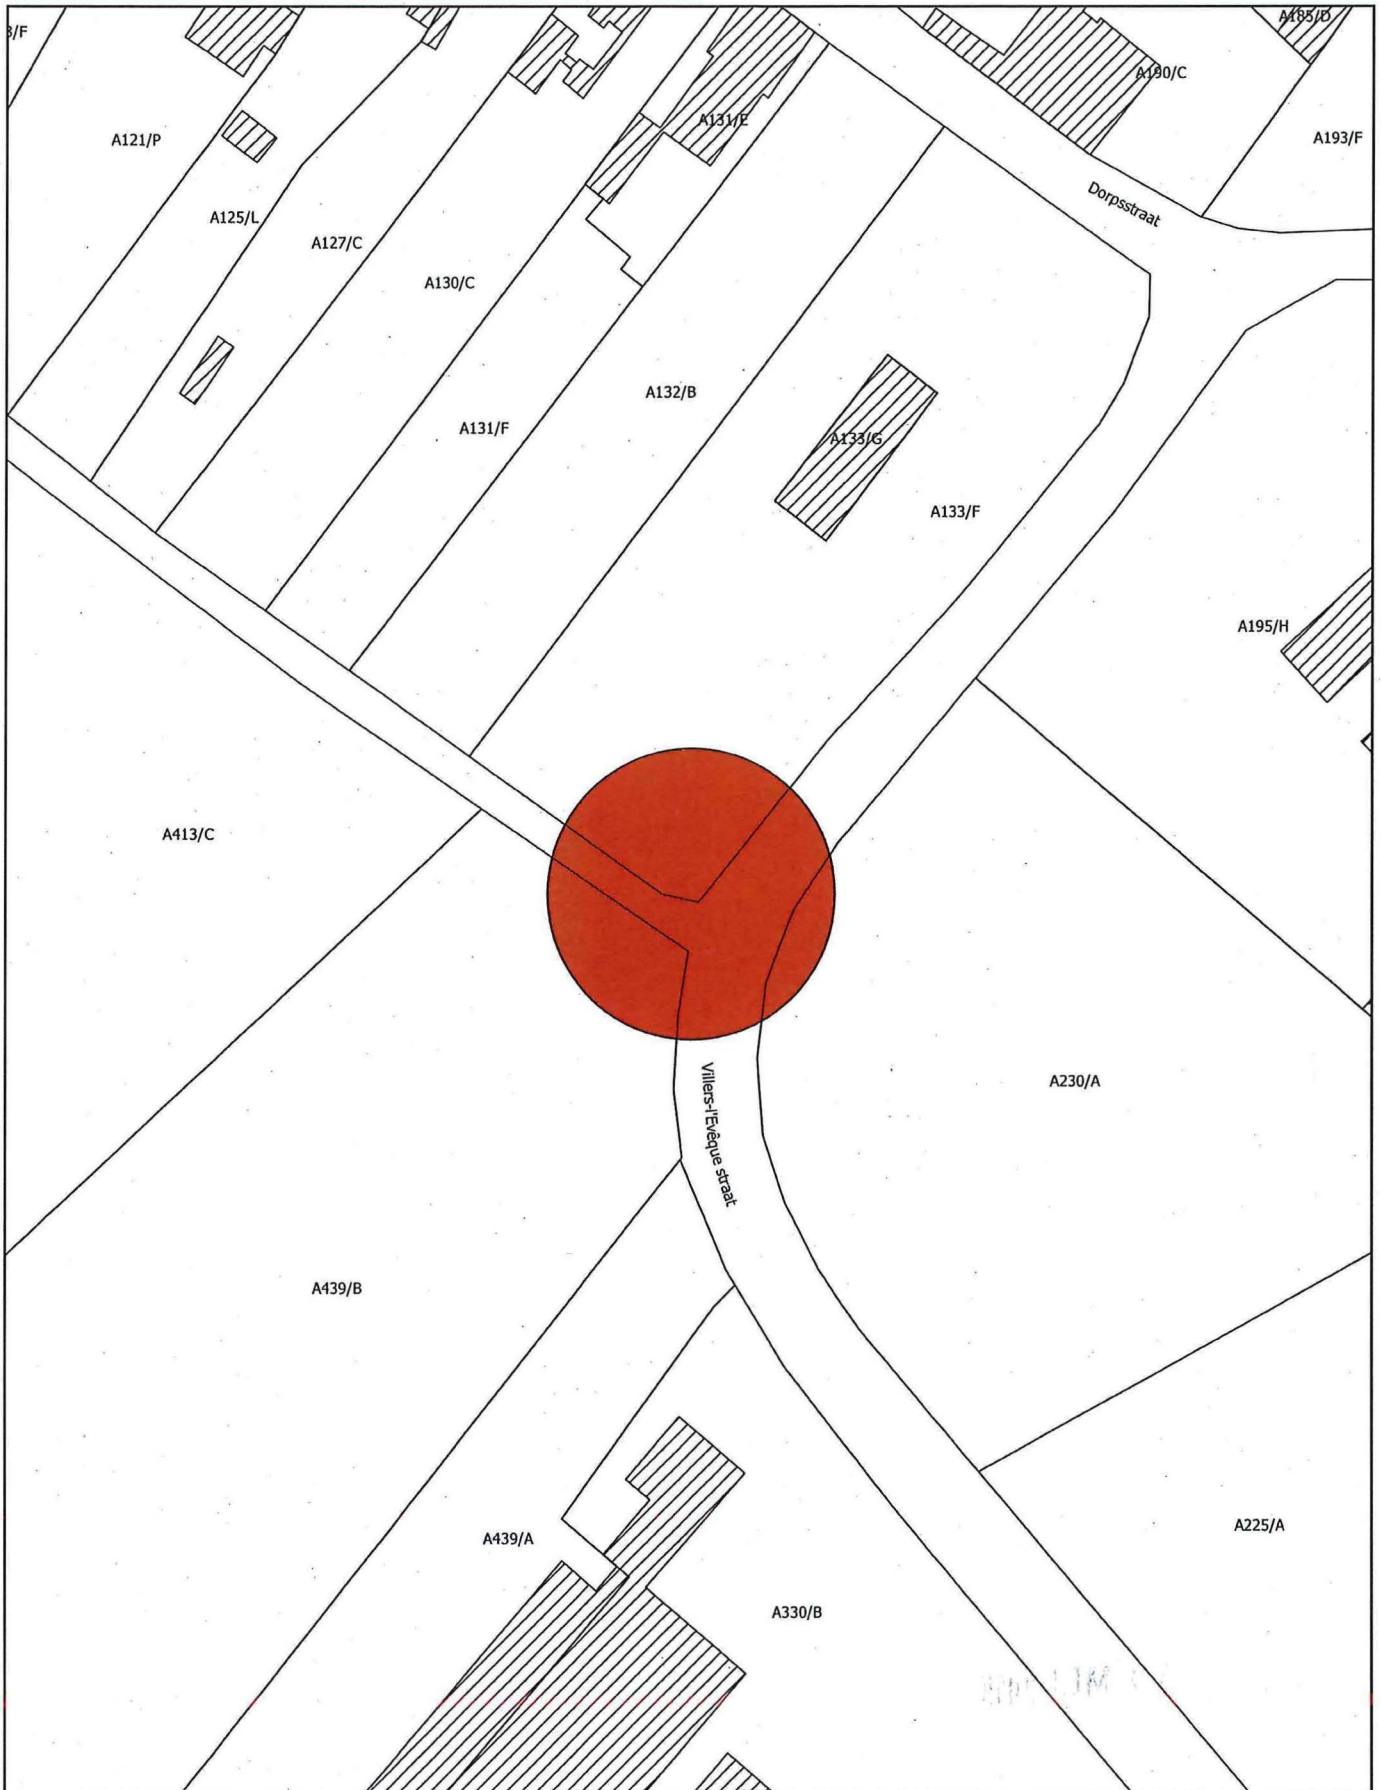 A185/D
A190/C
A131/E
A121/P
A193/F
Dorpsstraat
A125/L
A127/C
A130/C
A132/B
A131/F
A133/G
A133/F
A195/H
A413/C
A230/A
Villers-l'Evêque straat
A439/B
A439/A
A225/A
A330/B